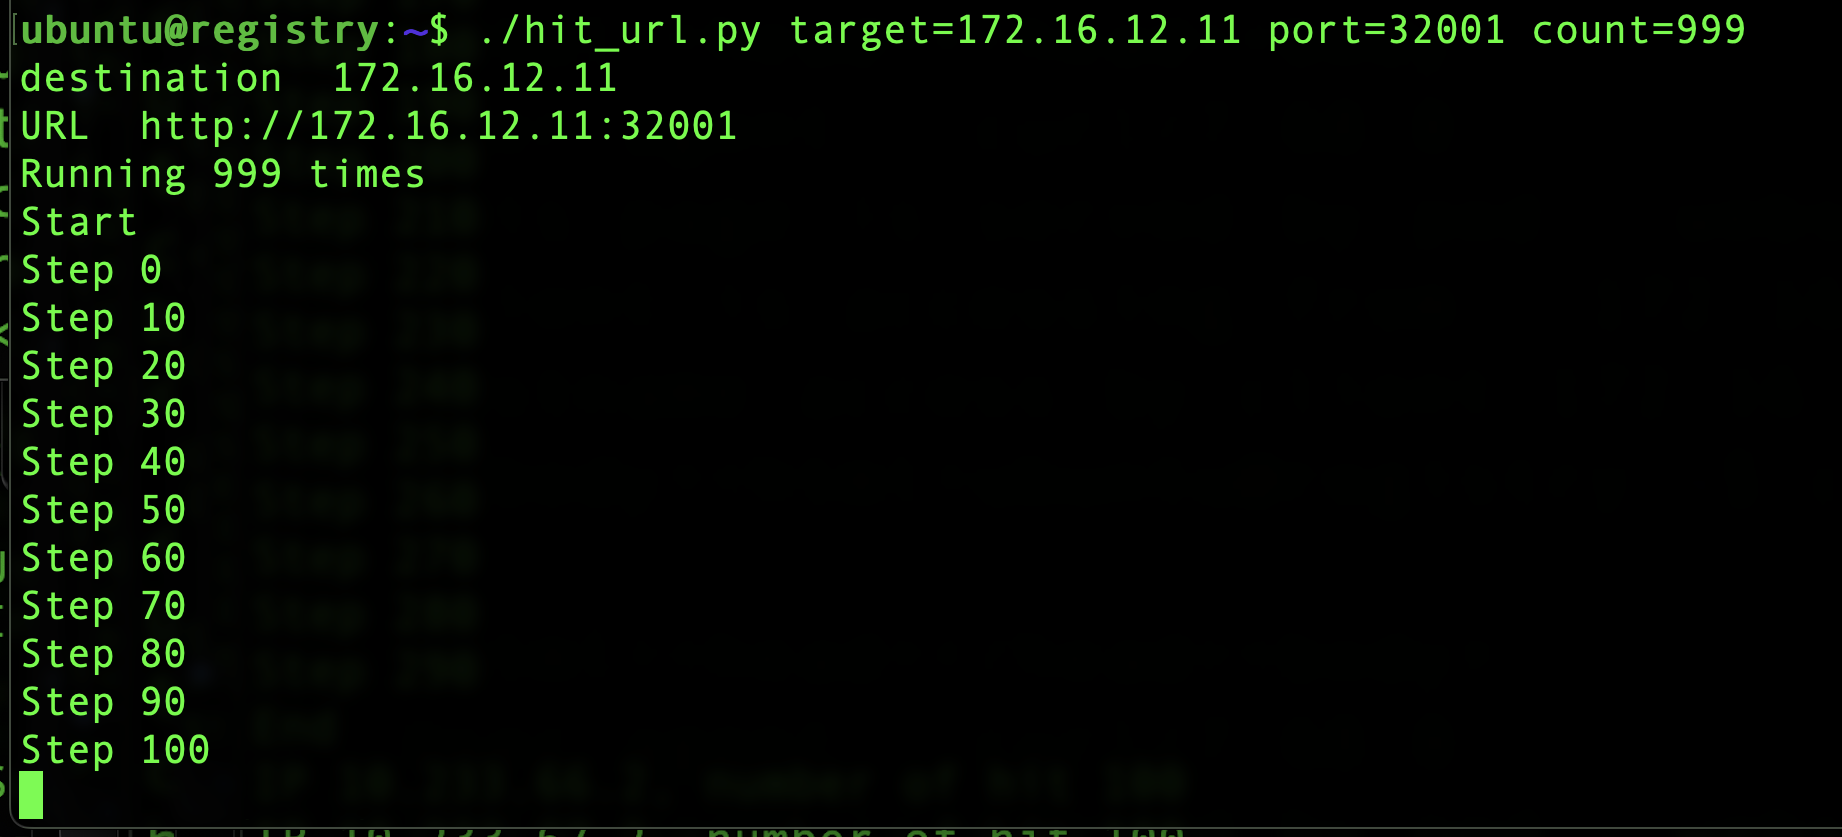 ubuntu@registry:~$ ./hit_url.py target=172.16.12.11 port=32001 count=999
destination  172.16.12.11
URL  http://172.16.12.11:32001
Running 999 times
Start
Step 0
Step 10
Step 20
Step 30
Step 40
Step 50
Step 60
Step 70
Step 80
Step 90
Step 100